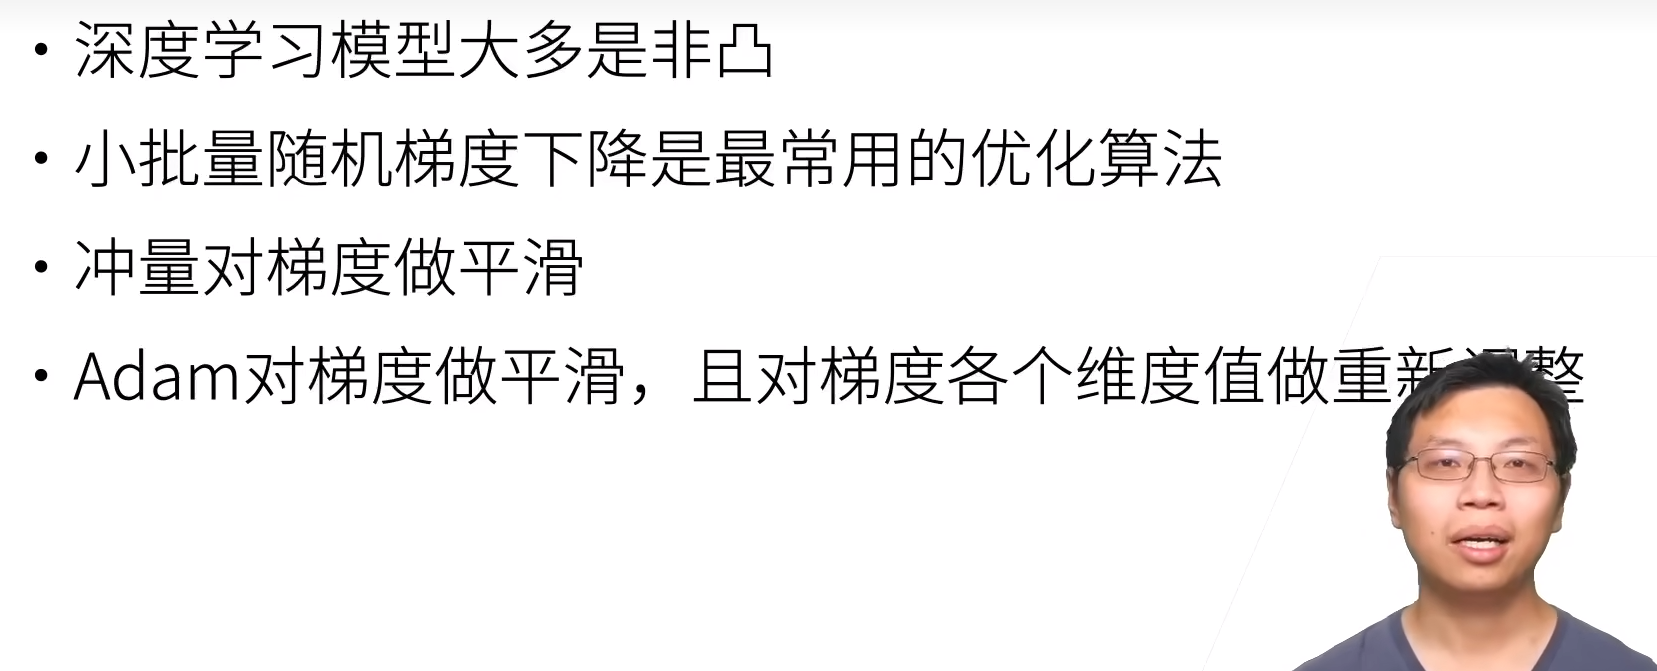 • 深度学习模型大多是非凸
• 小批量随机梯度下降是最常用的优化算法
• 冲量对梯度做平滑
• Adam对梯度做平滑，且对梯度各个维度值做重新调整